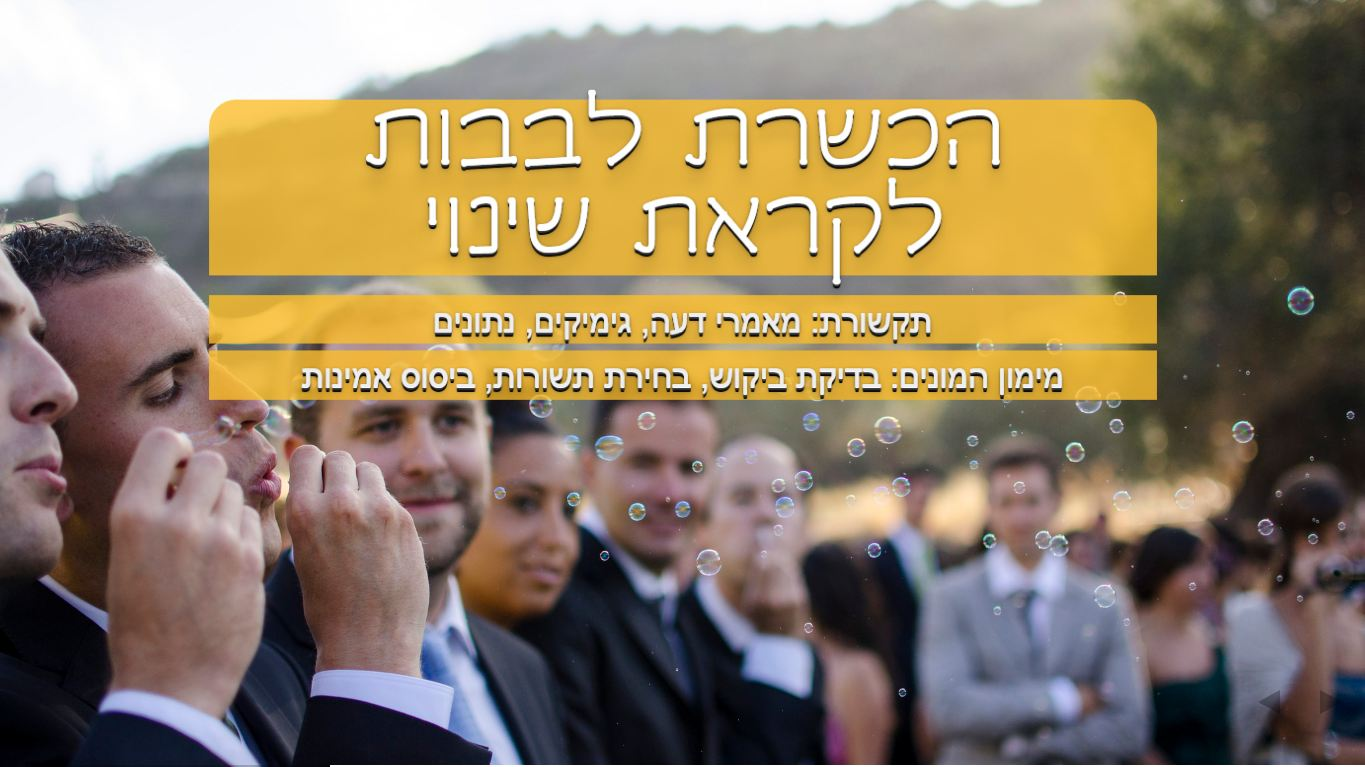 הכשרת לבבות
לקראת שינוי
תקשורת: מאמרי דעה, גימיקים, נתונים
מימון המונים: בדיקת ביקוש, בחירת תשורות, ביסוס אמינות